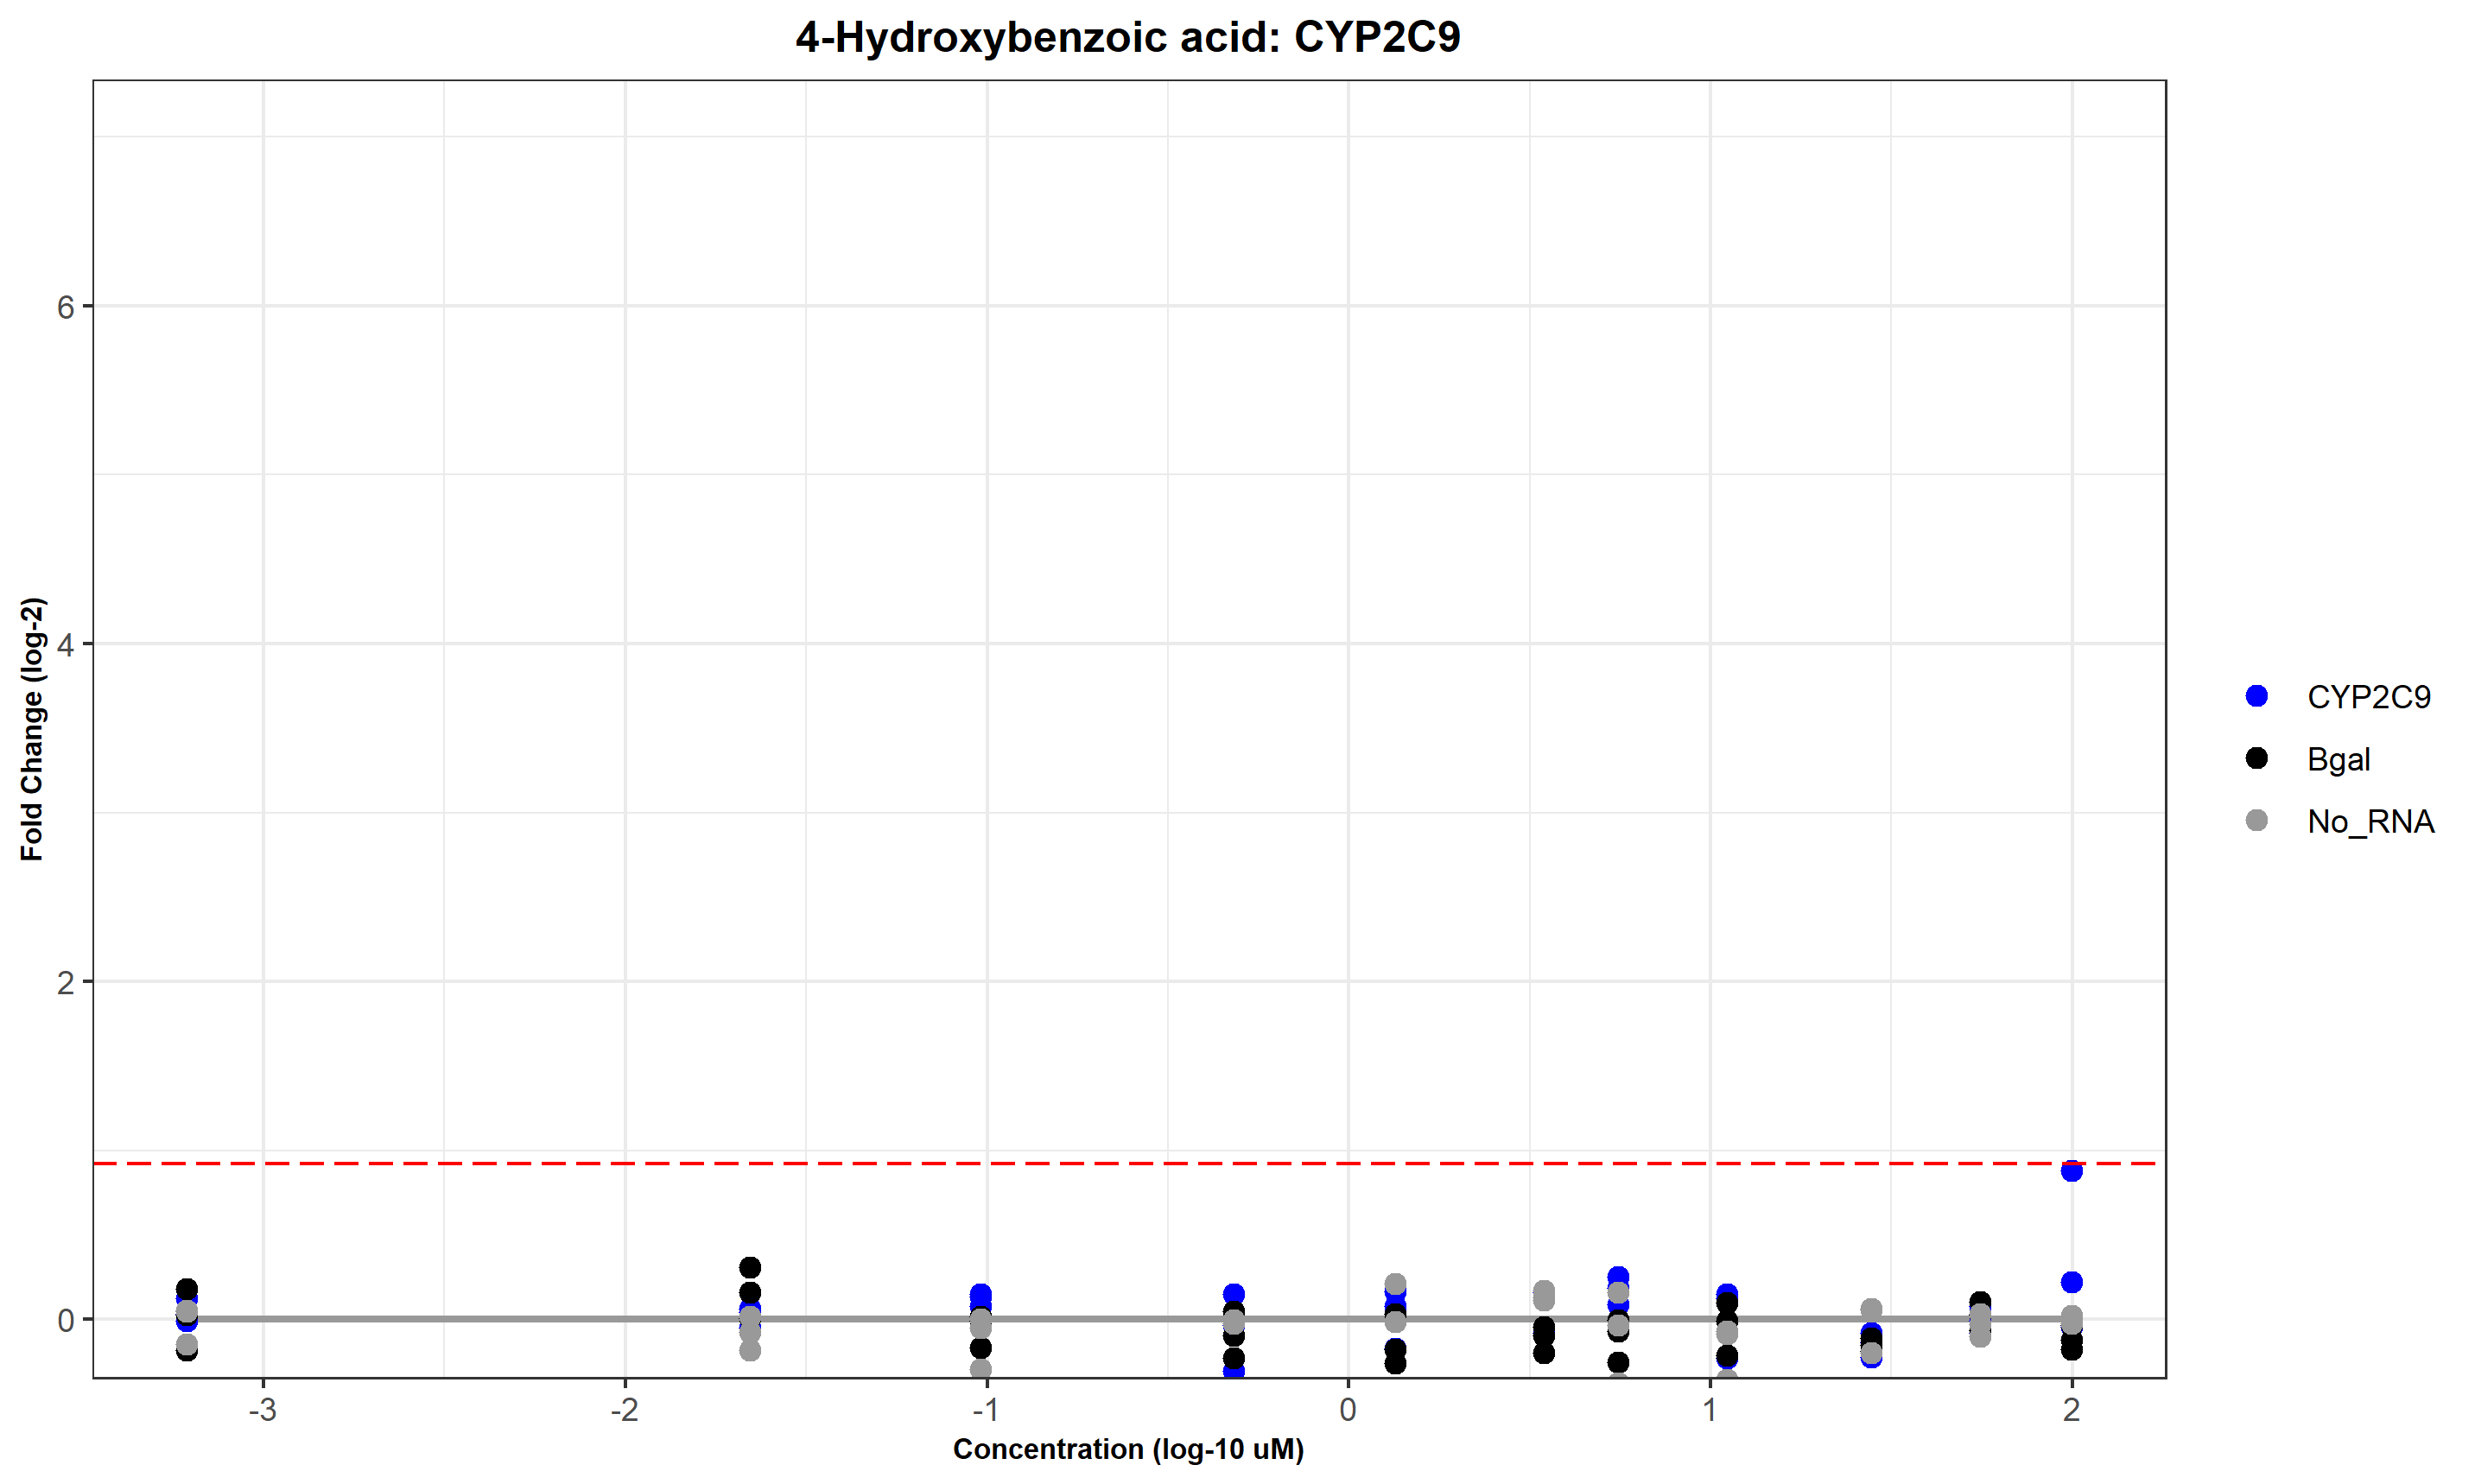 4-Hydroxybenzoic acid: CYP2C9
Fold Change (log-2)
6
4
2
0
-3
-2
-1
0
1
2
Concentration (log-10 uM)
CYP2C9
Bgal
No_RNA